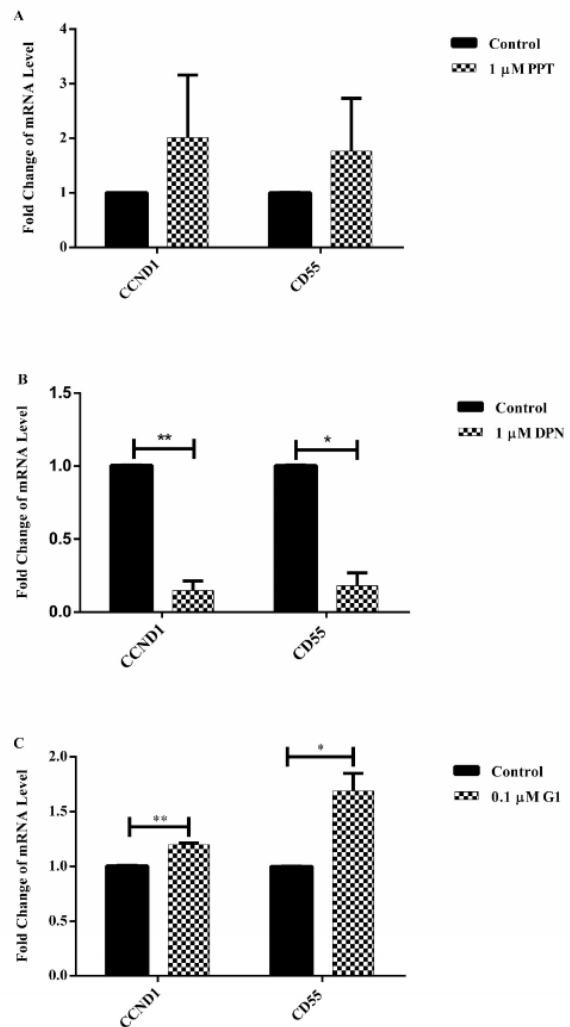 A
Fold Change of mRNA Level
4
3
2
1
0
CCND1
CD55
Control
1 µM PPT
B
Fold Change of mRNA Level
1.5
1.0
0.5
0.0
**
*
CCND1
CD55
Control
1 µM DPN
C
Fold Change of mRNA Level
2.0
1.5
1.0
0.5
0.0
**
*
CCND1
CD55
Control
0.1 µM G1